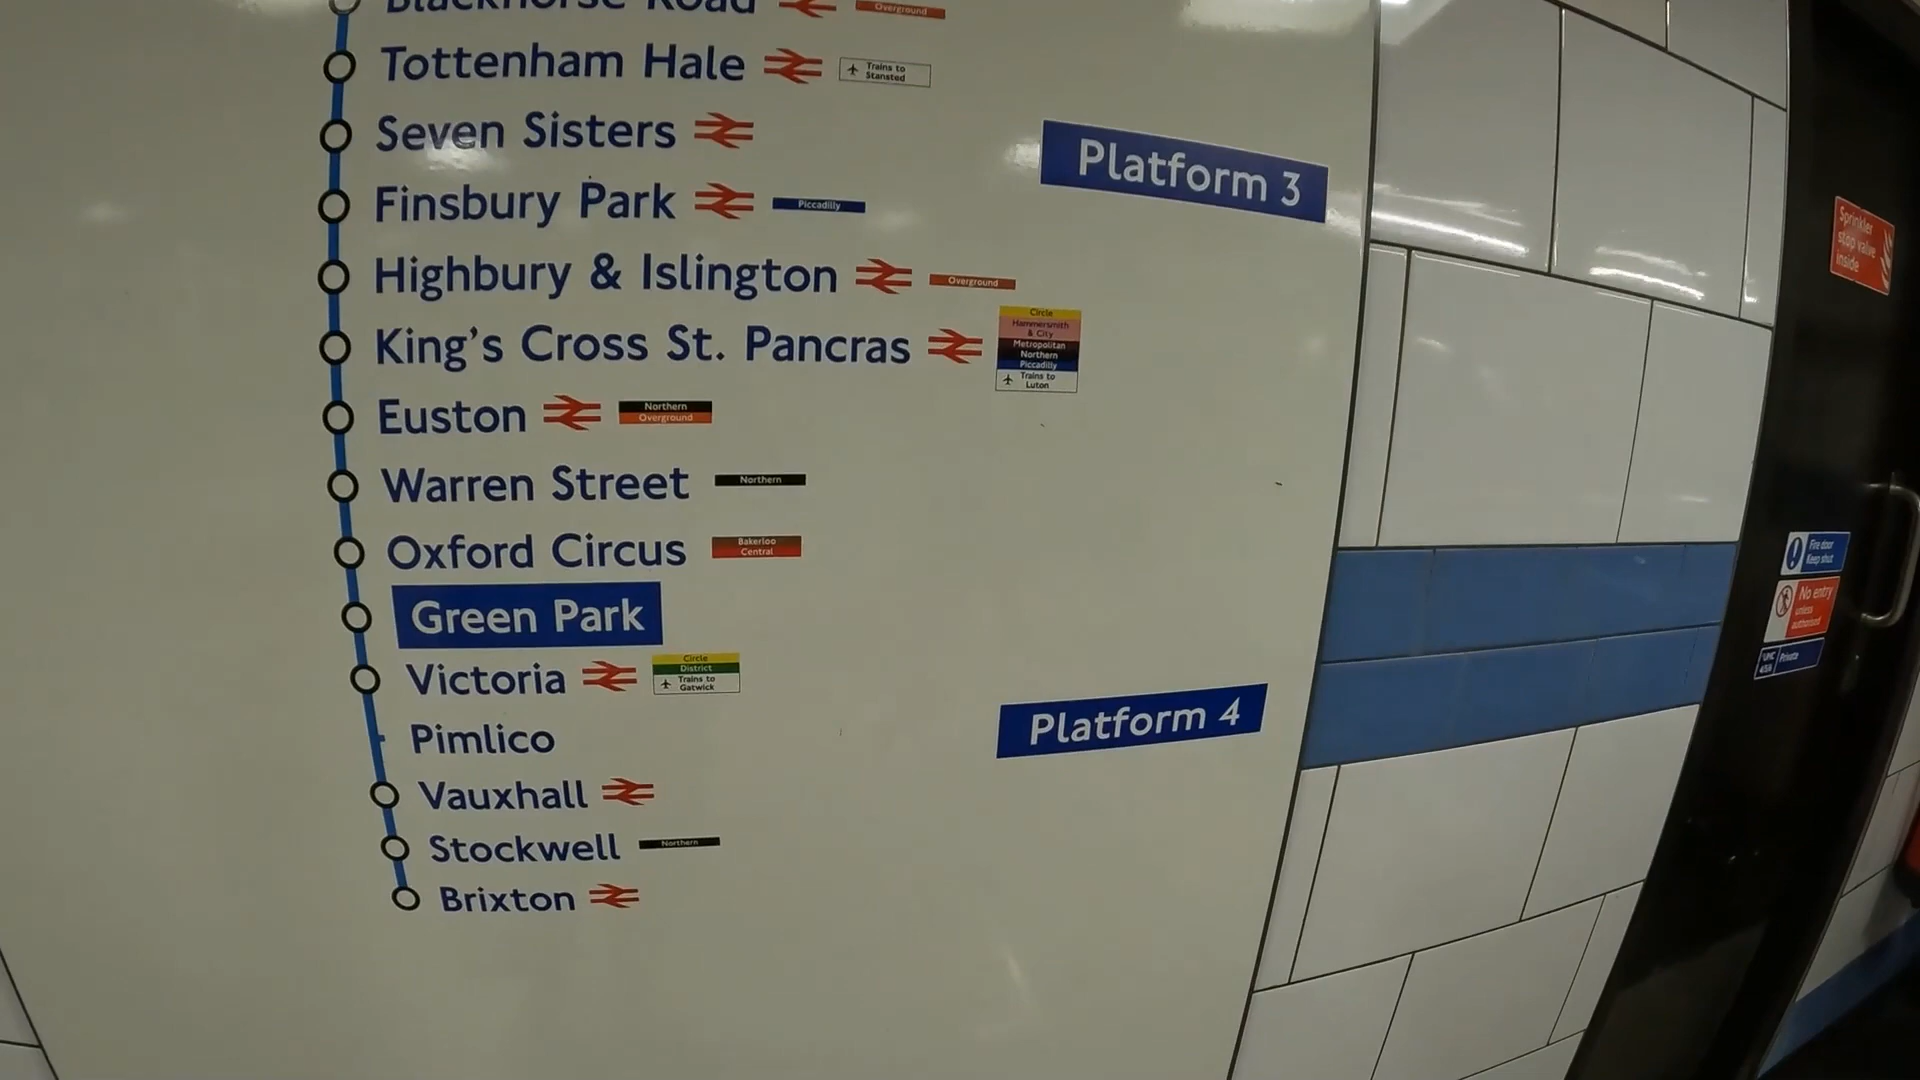 Blackhorse Road
Overground
Tottenham Hale
Trains to
Stansted
Seven Sisters
Platform 3
Finsbury Park
Piccadilly
Highbury & Islington
Overground
King's Cross St. Pancras
Circle
Hammersmith
& City
Metropolitan
Northern
Piccadilly
Trains to
Luton
Euston
Northern
Overground
Warren Street
Northern
Oxford Circus
Bakerloo
Central
Green Park
Victoria
Circle
District
Trains to
Gatwick
Pimlico
Platform 4
Vauxhall
Stockwell
Northern
Brixton
Sprinkler
stop valve
inside
Fire door
Keep shut
No entry
unless
authorised
Private